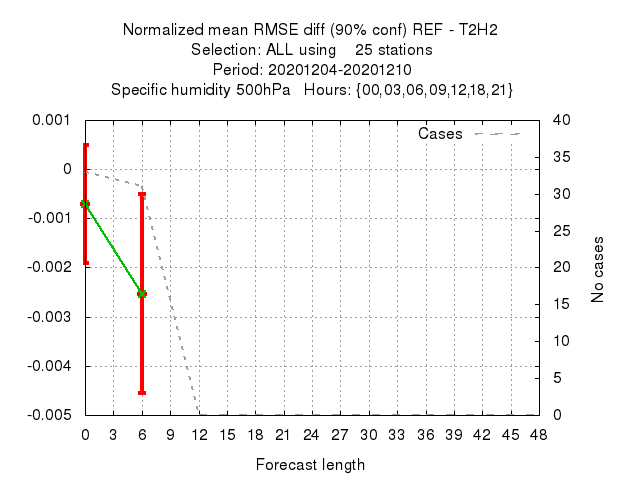 Normalized mean RMSE diff (90% conf) REF - T2H2
Selection: ALL using    25 stations
Period: 20201204-20201210
Specific humidity 500hPa   Hours: {00,03,06,09,12,18,21}
Cases
0.001
0
-0.001
-0.002
-0.003
-0.004
-0.005
40
35
30
25
20
15
10
5
0
No cases
0 3 6 9 12 15 18 21 24 27 30 33 36 39 42 45 48
Forecast length